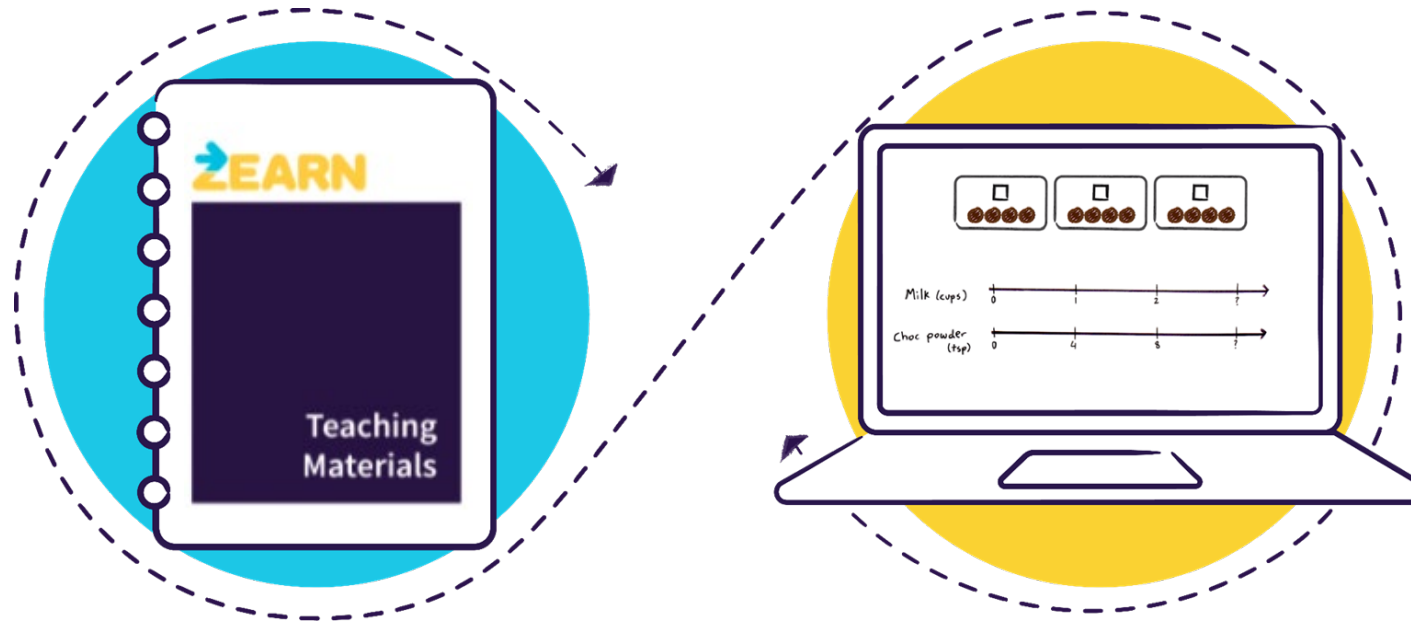 ZEARN
Teaching
Materials
Milk (cups)
0 1 2 ?
Choc powder
(tsp)
0 4 8 ?